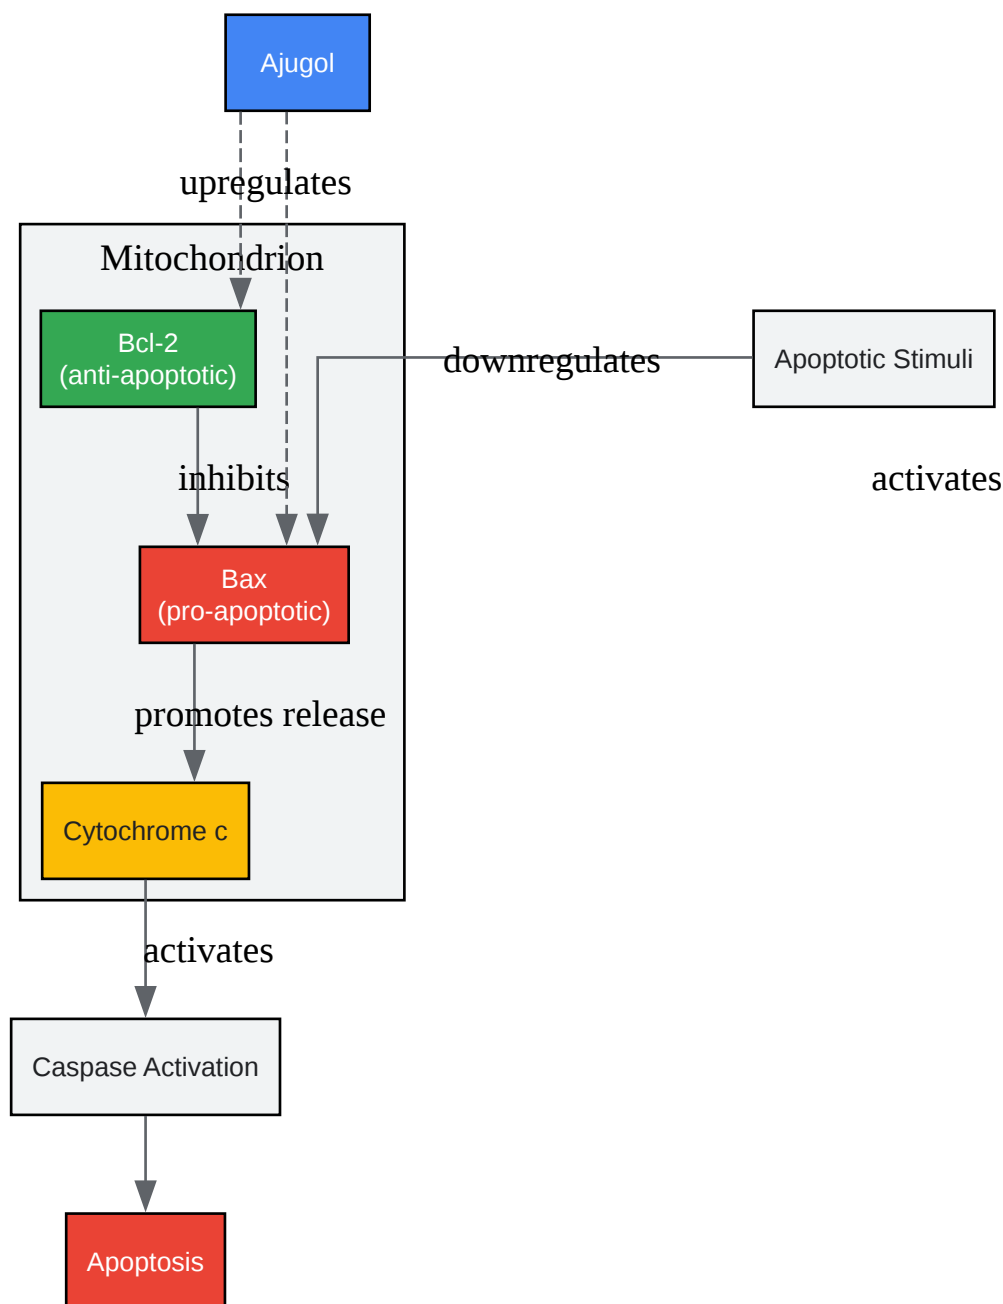 Ajugol
upregulates
Mitochondrion
Bcl-2
(anti-apoptotic)
downregulates
Apoptotic Stimuli
inhibits
activates
Bax
(pro-apoptotic)
promotes release
Cytochrome c
activates
Caspase Activation
Apoptosis